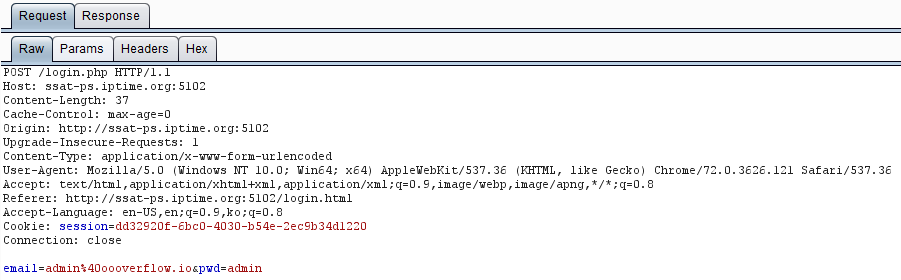 Request Response
Raw Params Headers Hex
POST /login.php HTTP/1.1
Host: ssat-ps.iptime.org:5102
Content-Length: 37
Cache-Control: max-age=0
Origin: http://ssat-ps.iptime.org:5102
Upgrade-Insecure-Requests: 1
Content-Type: application/x-www-form-urlencoded
User-Agent: Mozilla/5.0 (Windows NT 10.0; Win64; x64) AppleWebKit/537.36 (KHTML, like Gecko) Chrome/72.0.3626.121 Safari/537.36
Accept: text/html,application/xhtml+xml,application/xml;q=0.9,image/webp,image/apng,*/*;q=0.8
Referer: http://ssat-ps.iptime.org:5102/login.html
Accept-Language: en-US,en;q=0.9,ko;q=0.8
Cookie: session=dd32920f-6bc0-4030-b54e-2ec9b34d1220
Connection: close
email=admin%40ooverflow.io&pwd=admin